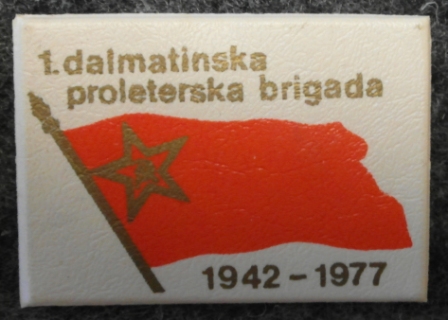 1. dalmatinska
proleterska brigada
1942 - 1977